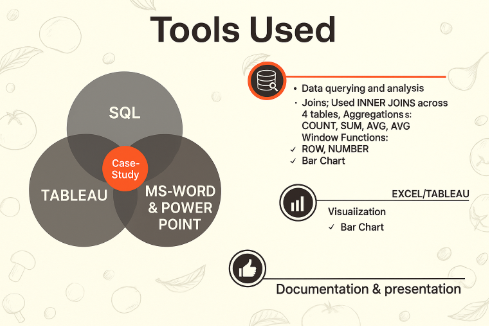 Tools Used
SQL
Case-
Study
TABLEAU
MS-WORD
& POWER
POINT
• Data querying and analysis
· Joins; Used INNER JOINS across
4 tables, Aggregations:
COUNT, SUM, AVG, AVG
Window Functions:
✓ ROW, NUMBER
✓ Bar Chart
EXCEL/TABLEAU
Visualization
✓ Bar Chart
Documentation & presentation